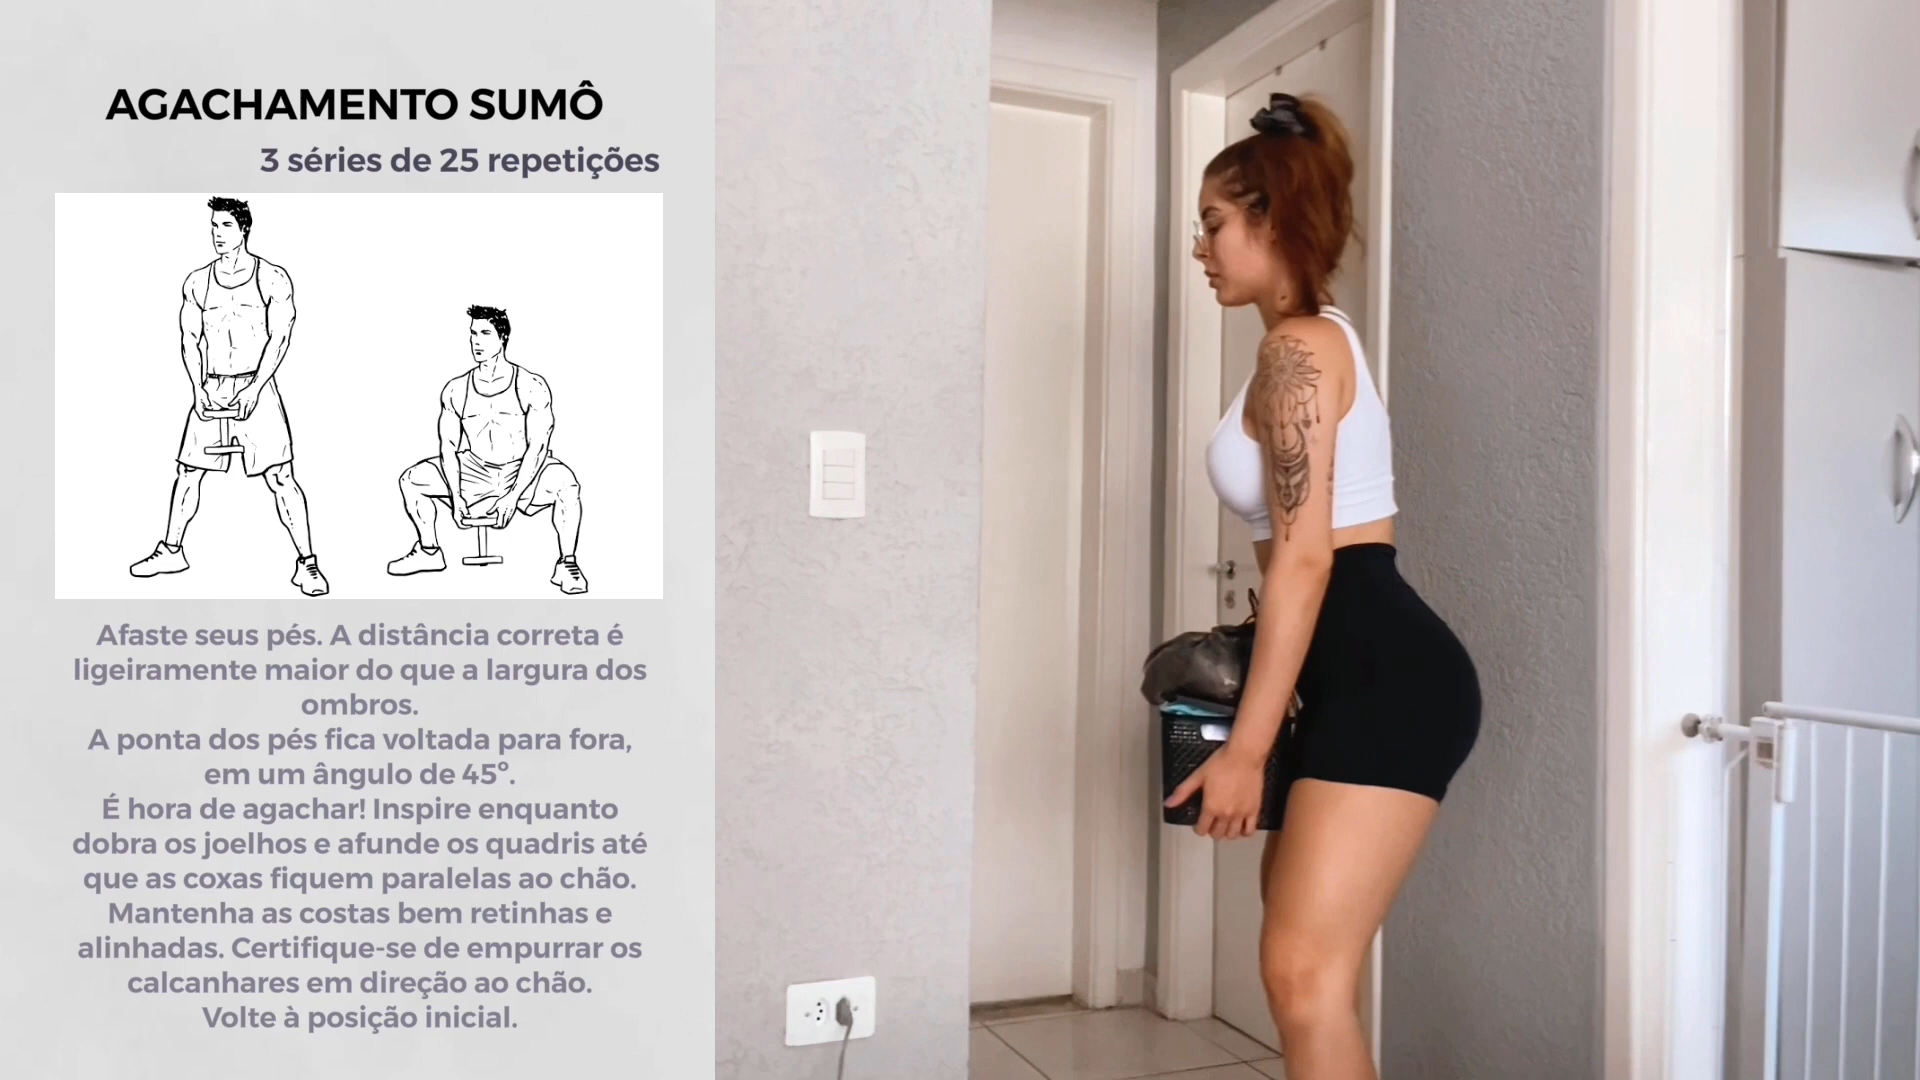 AGACHAMENTO SUMÔ
3 séries de 25 repetições
Afaste seus pés. A distância correta é
ligeiramente maior do que a largura dos
ombros.
A ponta dos pés fica voltada para fora,
em um ângulo de 45º.
É hora de agachar! Inspire enquanto
dobra os joelhos e afunde os quadris até
que as coxas fiquem paralelas ao chão.
Mantenha as costas bem retinhas e
alinhadas. Certifique-se de empurrar os
calcanhares em direção ao chão.
Volte à posição inicial.